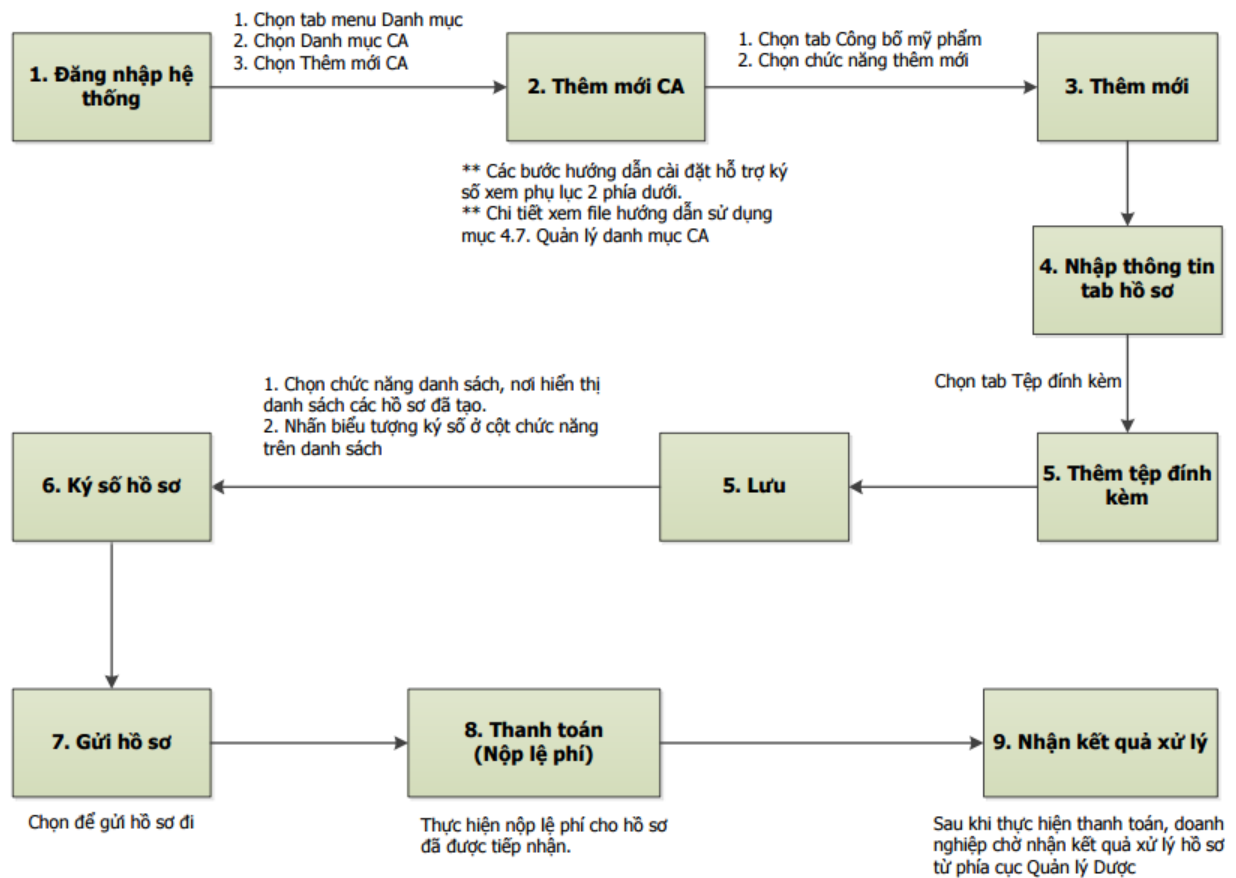 1. Đăng nhập hệ
thống
1. Chọn tab menu Danh mục
2. Chọn Danh mục CA
3. Chọn Thêm mới CA
2. Thêm mới CA
1. Chọn tab Công bố mỹ phẩm
2. Chọn chức năng thêm mới
3. Thêm mới
** Các bước hướng dẫn cài đặt hỗ trợ ký
số xem phụ lục 2 phía dưới.
** Chi tiết xem file hướng dẫn sử dụng
mục 4.7. Quản lý danh mục CA
4. Nhập thông tin
tab hồ sơ
Chọn tab Tệp đính kèm
5. Thêm tệp đính
kèm
5. Lưu
1. Chọn chức năng danh sách, nơi hiển thị
danh sách các hồ sơ đã tạo.
2. Nhấn biểu tượng ký số ở cột chức năng
trên danh sách
6. Ký số hồ sơ
7. Gửi hồ sơ
Chọn để gửi hồ sơ đi
8. Thanh toán
(Nộp lệ phí)
Thực hiện nộp lệ phí cho hồ sơ
đã được tiếp nhận.
9. Nhận kết quả xử lý
Sau khi thực hiện thanh toán, doanh
nghiệp chờ nhận kết quả xử lý hồ sơ
từ phía cục Quản lý Dược